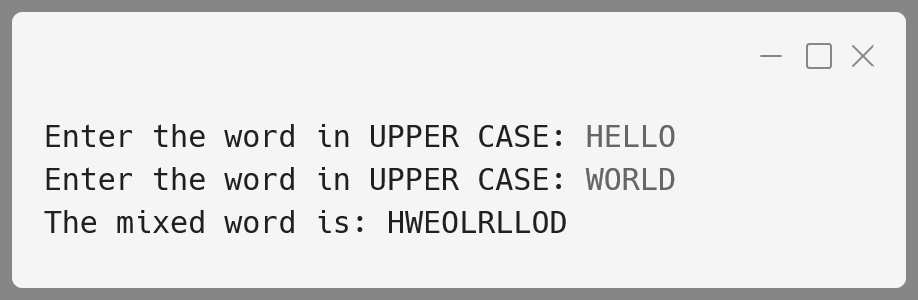 Enter the word in UPPER CASE: HELLO
Enter the word in UPPER CASE: WORLD
The mixed word is: HWEOLRLLOD